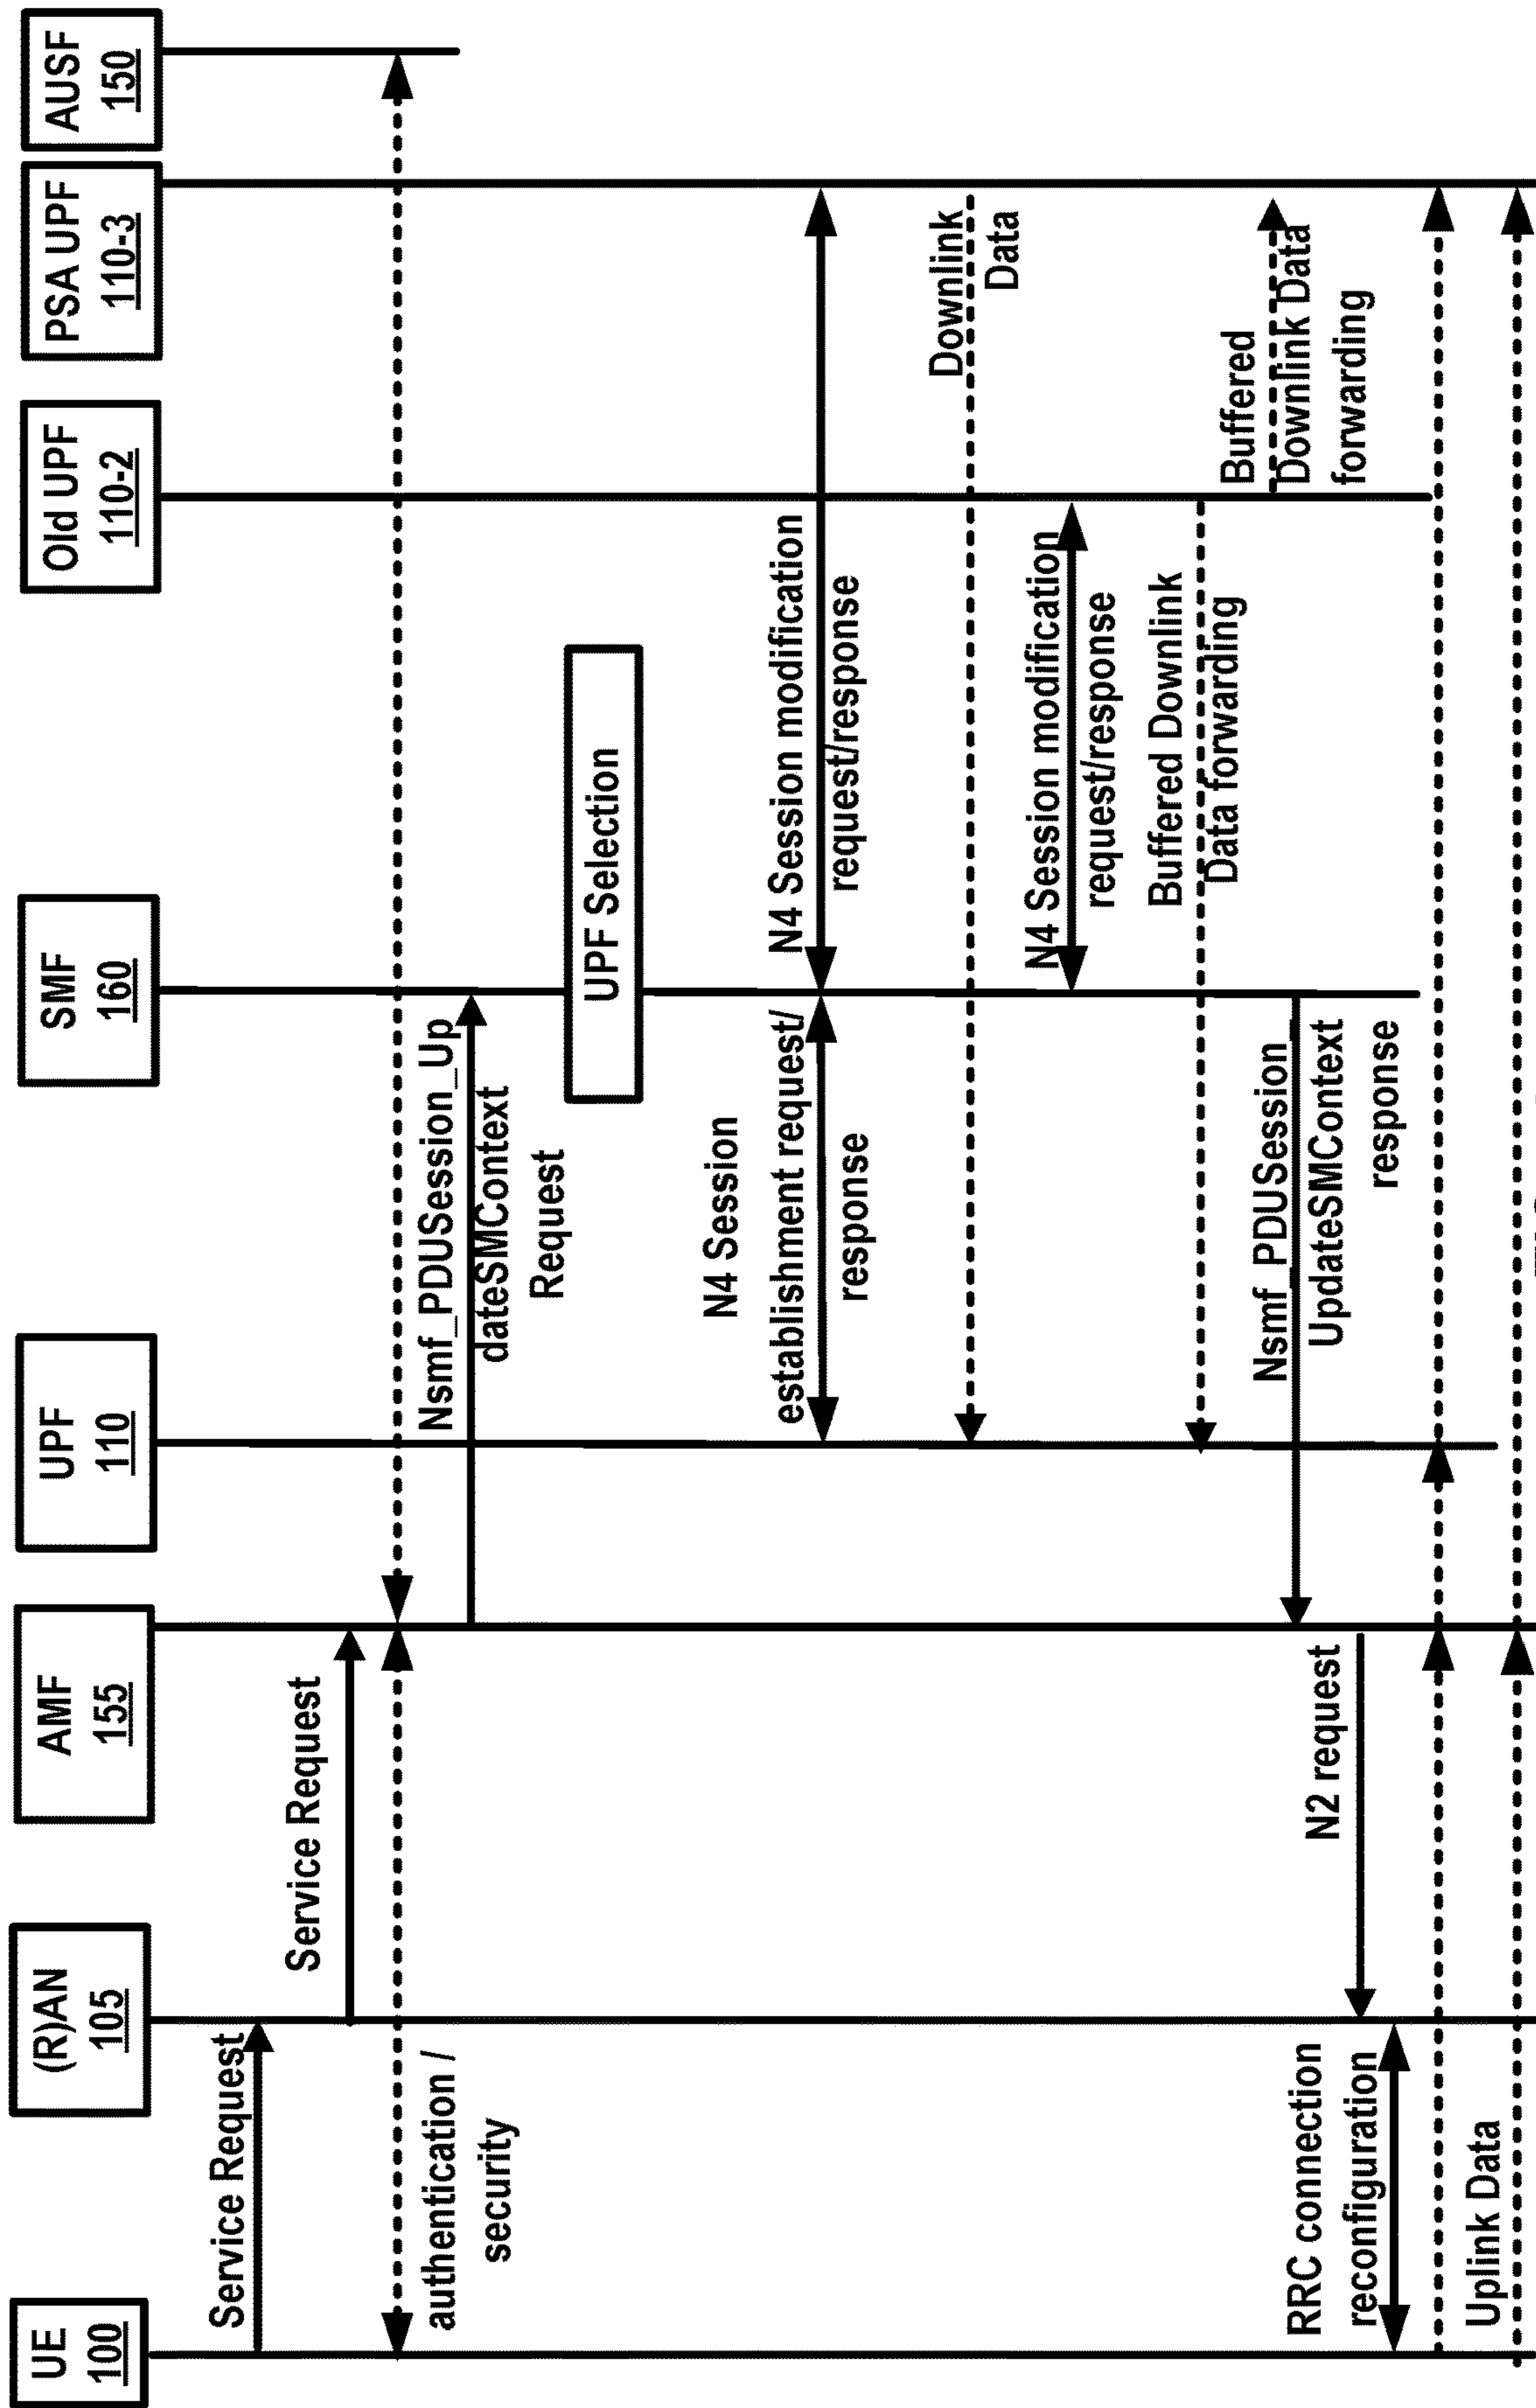 UE
100
(R)AN
105
AMF
155
UPF
110
SMF
160
Old UPF
110-2
PSA UPF
110-3
AUSF
150
Service Request
Service Request
authentication /
security
Nsmf_PDUSession_Up
dateSMContext
Request
UPF Selection
N4 Session
establishment request/
response
N4 Session modification
request/response
Downlink
Data
N4 Session modification
request/response
Buffered Downlink
Data forwarding
Buffered
Downlink Data
forwarding
Nsmf_PDUSession_
UpdateSMContext
response
N2 request
RRC connection
reconfiguration
Uplink Data